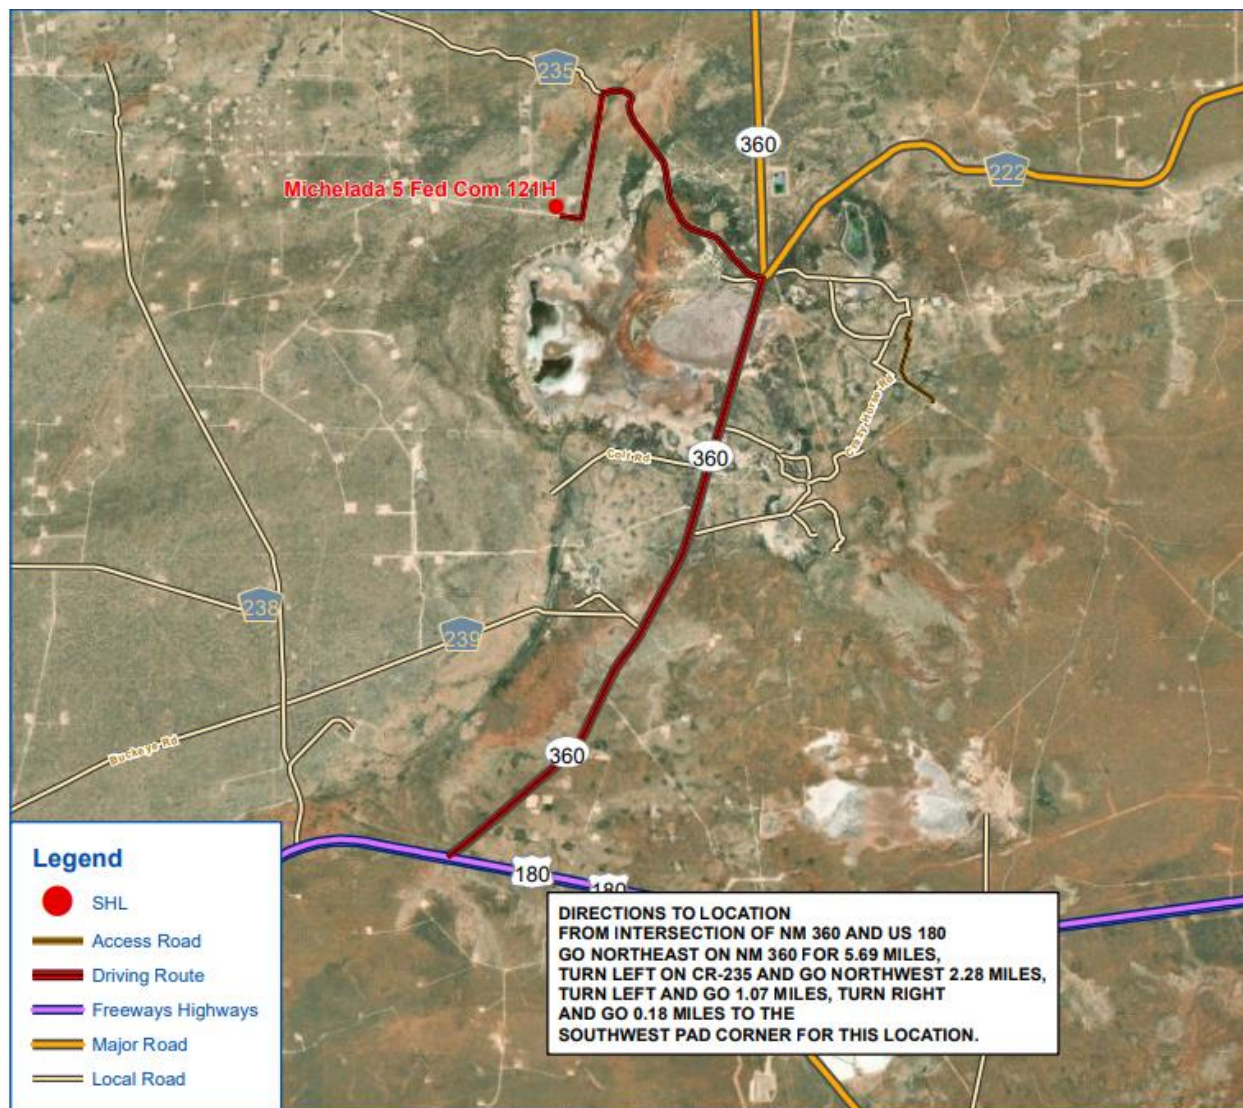 235
360
222
Michelada 5 Fed Com 121H
Crazy Horse Rd
Cali Rd
360
238
239
Buckeye Rd
360
180
180
Legend
SHL
Access Road
Driving Route
Freeways Highways
Major Road
Local Road
DIRECTIONS TO LOCATION
FROM INTERSECTION OF NM 360 AND US 180
GO NORTHEAST ON NM 360 FOR 5.69 MILES,
TURN LEFT ON CR-235 AND GO NORTHWEST 2.28 MILES,
TURN LEFT AND GO 1.07 MILES, TURN RIGHT
AND GO 0.18 MILES TO THE
SOUTHWEST PAD CORNER FOR THIS LOCATION.